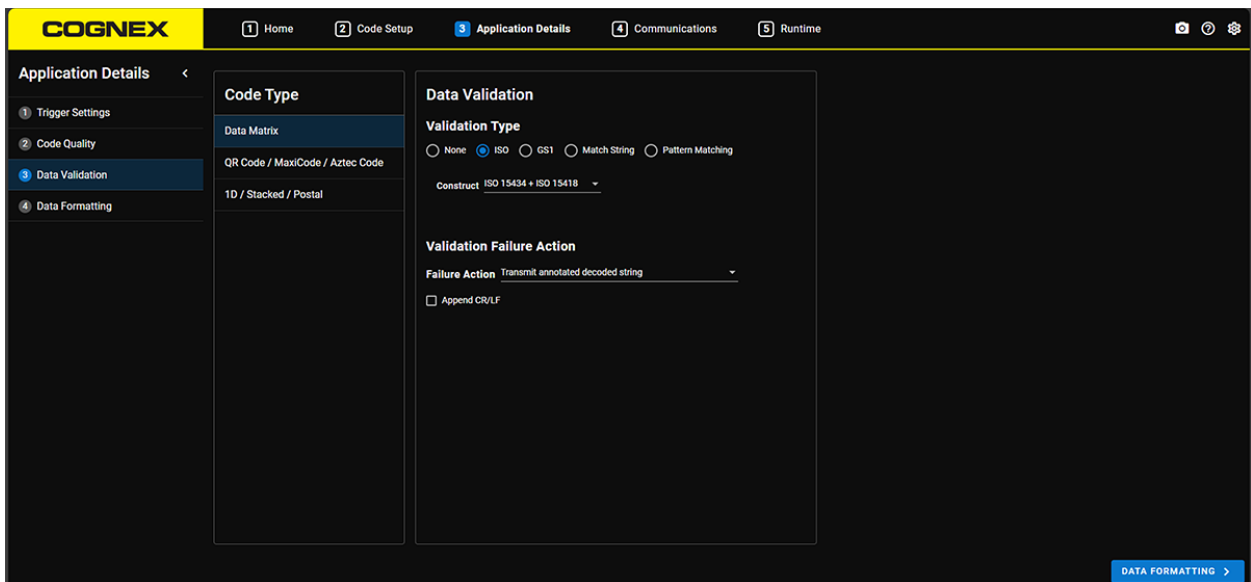 COGNEX
1 Home 2 Code Setup 3 Application Details 4 Communications 5 Runtime
Application Details
1 Trigger Settings
2 Code Quality
3 Data Validation
4 Data Formatting
Code Type
Data Matrix
QR Code / MaxiCode / Aztec Code
1D / Stacked / Postal
Data Validation
Validation Type
None ISO GS1 Match String Pattern Matching
Construct ISO 15434 + ISO 15418
Validation Failure Action
Failure Action Transmit annotated decoded string
Append CR/LF
DATA FORMATTING